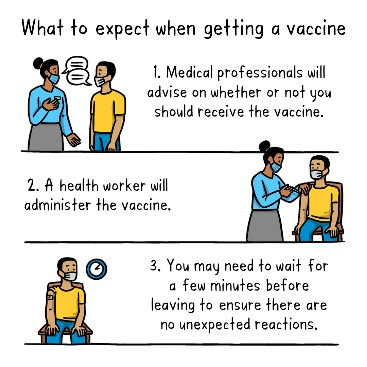 What to expect when getting a vaccine
1. Medical professionals will
advise on whether or not you
should receive the vaccine.
2. A health worker will
administer the vaccine.
3. You may need to wait for
a few minutes before
leaving to ensure there are
no unexpected reactions.